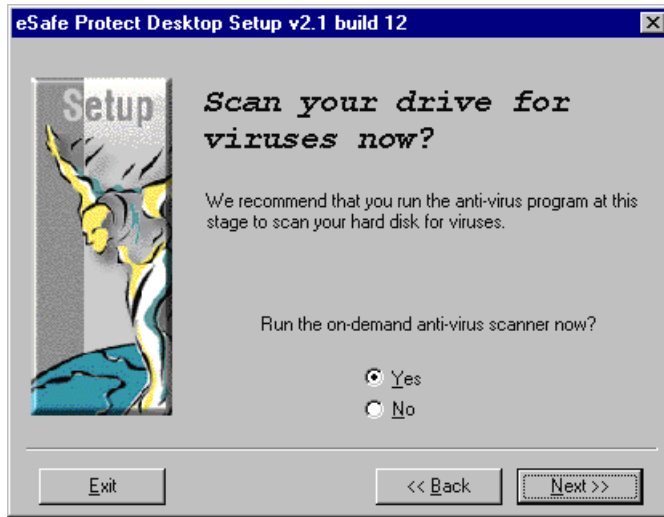 eSafe Protect Desktop Setup v2.1 build 12
Setup
Scan your drive for
viruses now?
We recommend that you run the anti-virus program at this
stage to scan your hard disk for viruses.
Run the on-demand anti-virus scanner now?
Yes
No
Exit
<< Back
Next >>